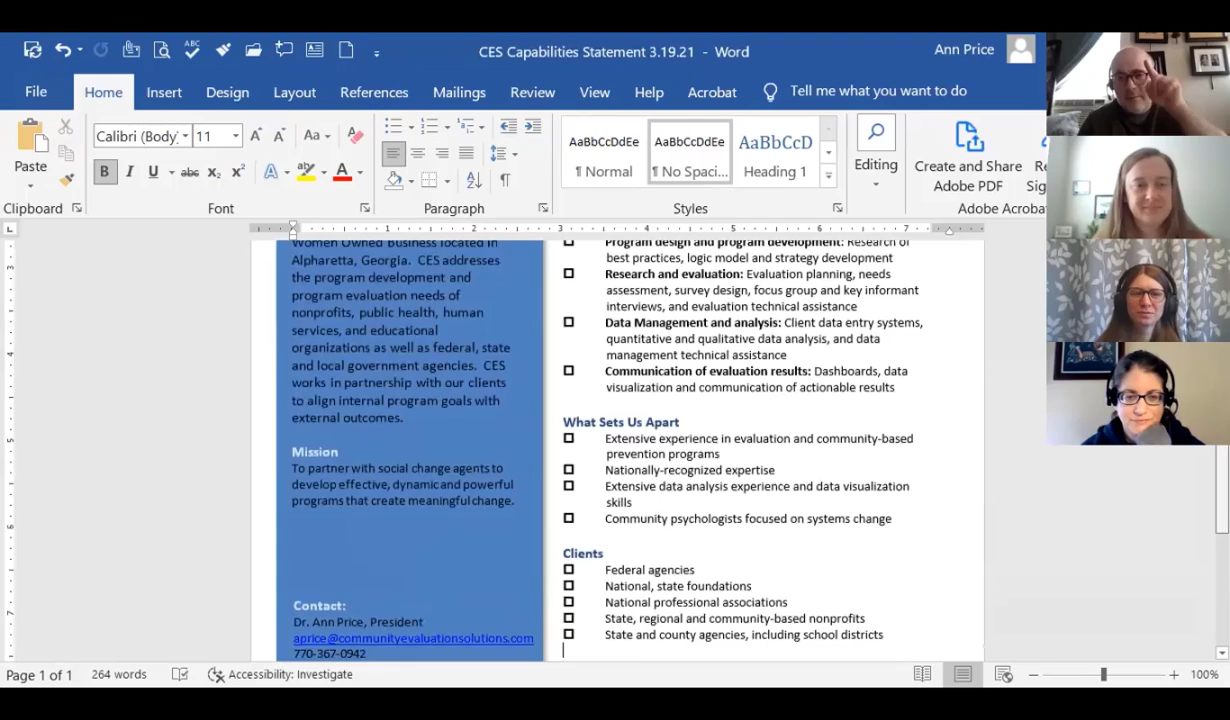 CES Capabilities Statement 3.19.21 - Word
Ann Price
File Home Insert Design Layout References Mailings Review View Help Acrobat Tell me what you want to do
Paste
Clipboard
Calibri (Body) 11
Font
Paragraph
AaBbCcDdEe
¶ Normal
AaBbCcDdEe
¶ No Spaci...
AaBbCcD
Heading 1
Styles
Editing
Create and Share
Adobe PDF
Sig
Adobe Acroba
Women Owned Business located in
Alpharetta, Georgia. CES addresses
the program development and
program evaluation needs of
nonprofits, public health, human
services, and educational
organizations as well as federal, state
and local government agencies. CES
works in partnership with our clients
to align internal program goals with
external outcomes.
Mission
To partner with social change agents to
develop effective, dynamic and powerful
programs that create meaningful change.
Contact:
Dr. Ann Price, President
aprice@communityevaluationsolutions.com
770-367-0942
Program design and program development: Research of
best practices, logic model and strategy development
Research and evaluation: Evaluation planning, needs
assessment, survey design, focus group and key informant
interviews, and evaluation technical assistance
Data Management and analysis: Client data entry systems,
quantitative and qualitative data analysis, and data
management technical assistance
Communication of evaluation results: Dashboards, data
visualization and communication of actionable results
What Sets Us Apart
Extensive experience in evaluation and community-based
prevention programs
Nationally-recognized expertise
Extensive data analysis experience and data visualization
skills
Community psychologists focused on systems change
Clients
Federal agencies
National, state foundations
National professional associations
State, regional and community-based nonprofits
State and county agencies, including school districts
Page 1 of 1 264 words Accessibility: Investigate 100%